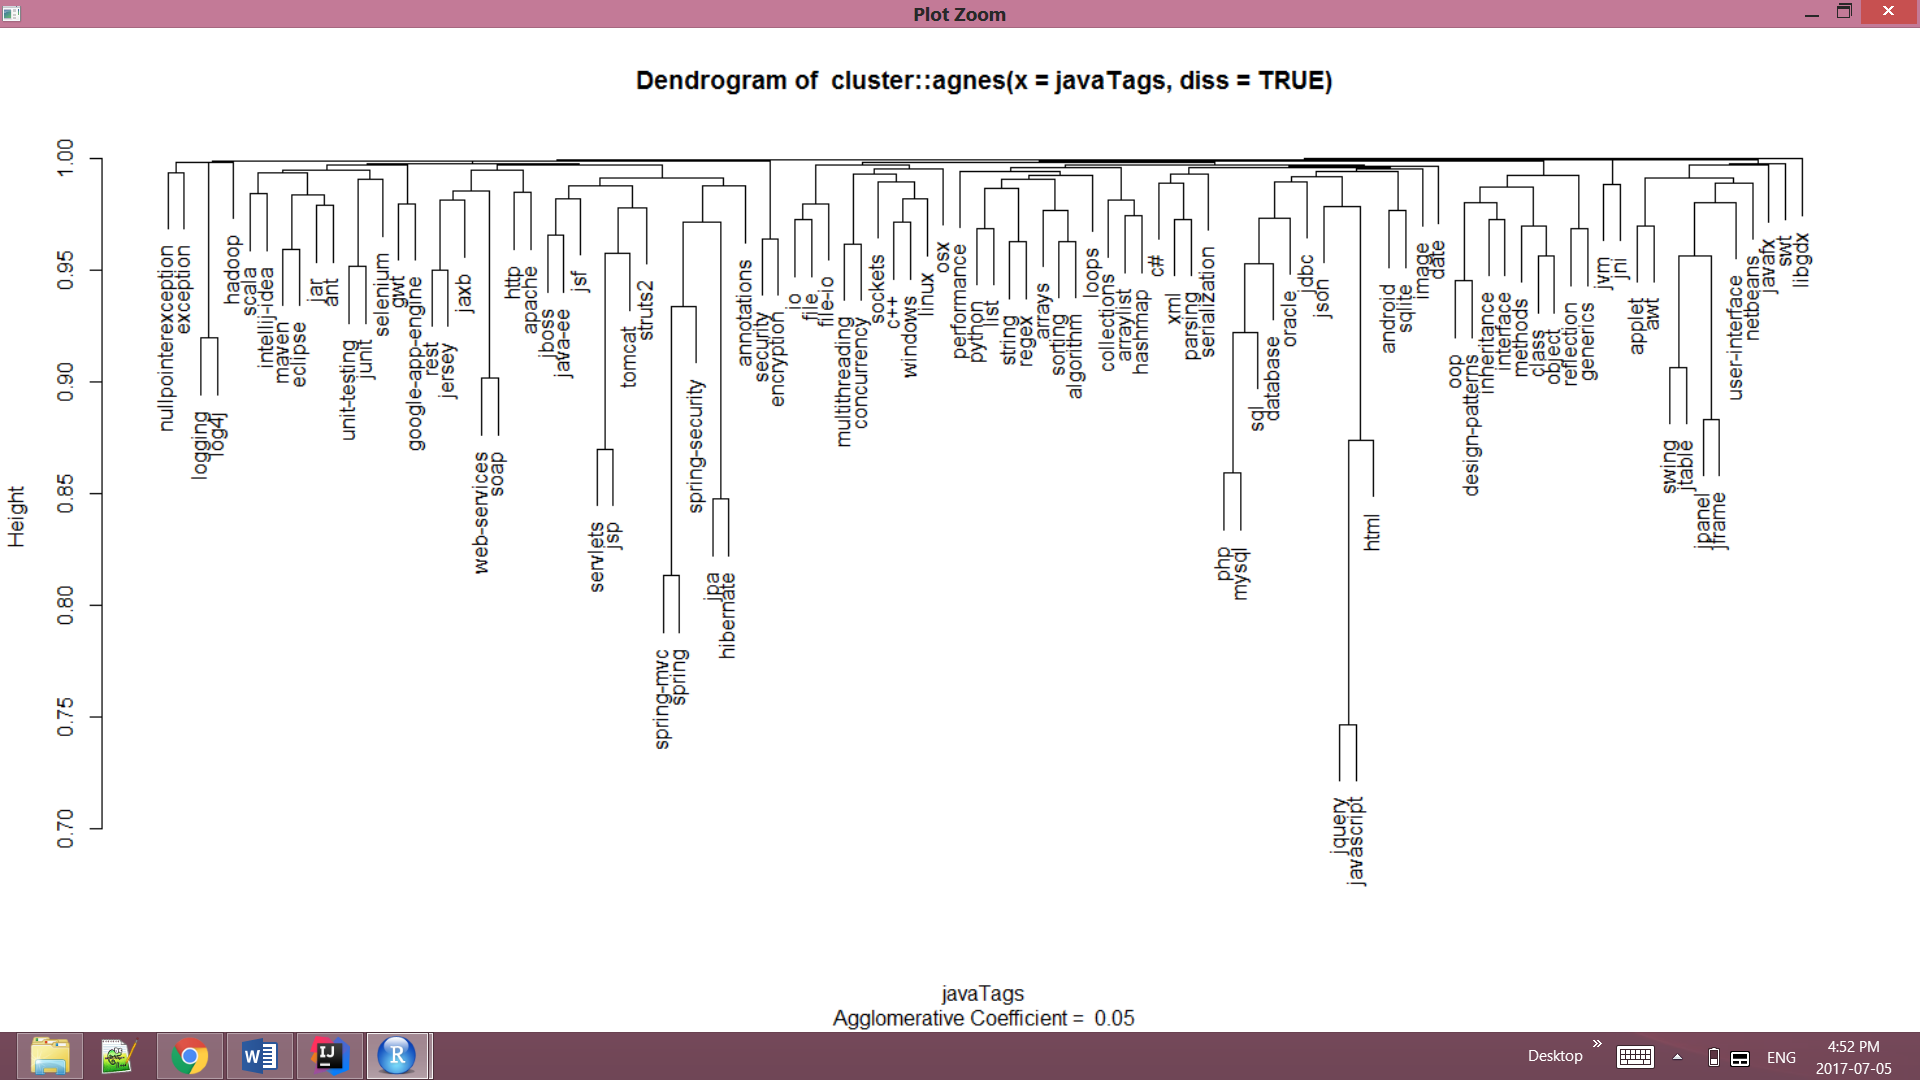 Plot Zoom
Dendrogram of cluster::agnes(x = javaTags, diss = TRUE)
Height
1.00
0.95
0.90
0.85
0.80
0.75
0.70
nullpointerexception
exception
logging
log4j
hadoop
scala
intellij-idea
maven
eclipse
jar
ant
unit-testing
junit
selenium
gwt
google-app-engine
rest
jersey
jaxb
web-services
soap
http
apache
jboss
java-ee
jsf
servlets
jsp
tomcat
struts2
spring-mvc
spring
spring-security
jpa
hibernate
annotations
security
encryption
io
file
file-io
multithreading
concurrency
sockets
c++
windows
linux
osx
performance
python
list
string
regex
arrays
sorting
algorithm
loops
collections
arraylist
hashmap
c#
xml
parsing
serialization
php
mysql
sql
database
oracle
jdbc
json
jquery
javascript
html
android
sqlite
image
date
oop
design-patterns
inheritance
interface
methods
class
object
reflection
generics
jvm
jni
applet
awt
swing
jtable
jpanel
jframe
user-interface
netbeans
javafx
swt
libgdx
javaTags
Agglomerative Coefficient = 0.05
Desktop
ENG
4:52 PM
2017-07-05